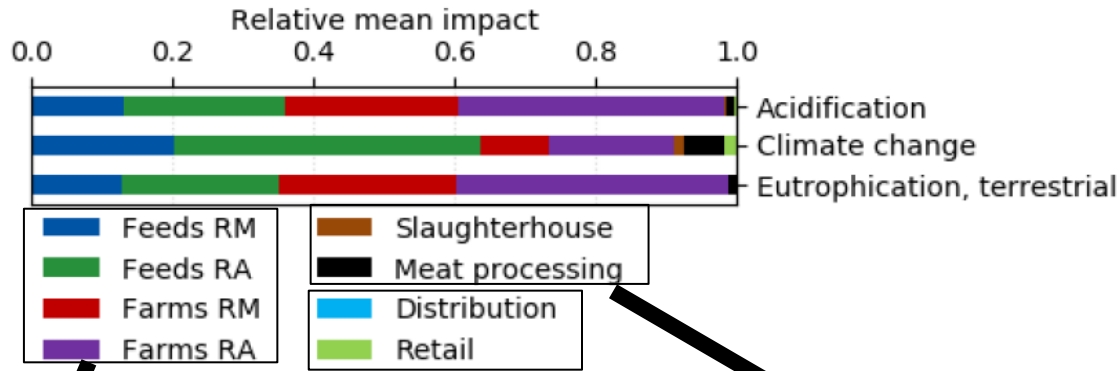 Relative mean impact
0.0 0.2 0.4 0.6 0.8 1.0
Acidification
Climate change
Eutrophication, terrestrial
Feeds RM
Feeds RA
Farms RM
Farms RA
Slaughterhouse
Meat processing
Distribution
Retail